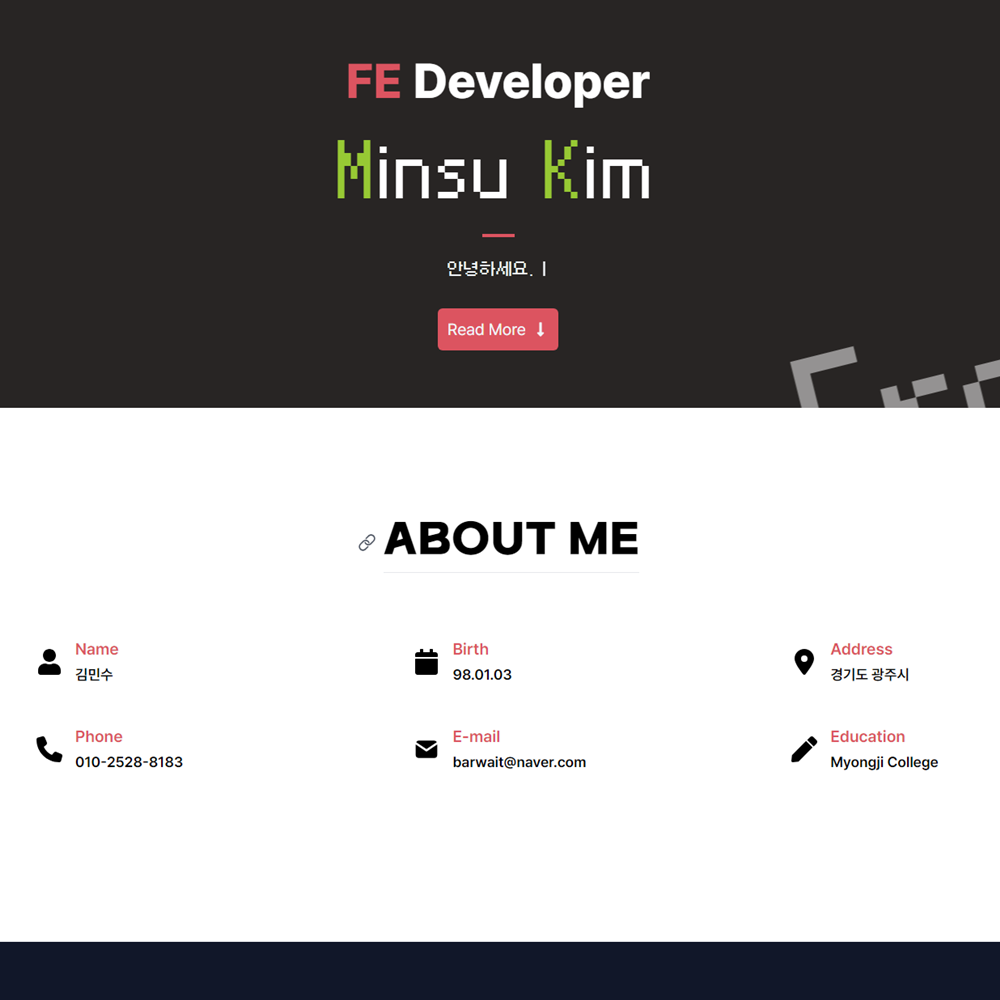 FE Developer
Minsu Kim
안녕하세요. |
Read More
ABOUT ME
Name
김민수
Birth
98.01.03
Address
경기도 광주시
Phone
010-2528-8183
E-mail
barwait@naver.com
Education
Myongji College